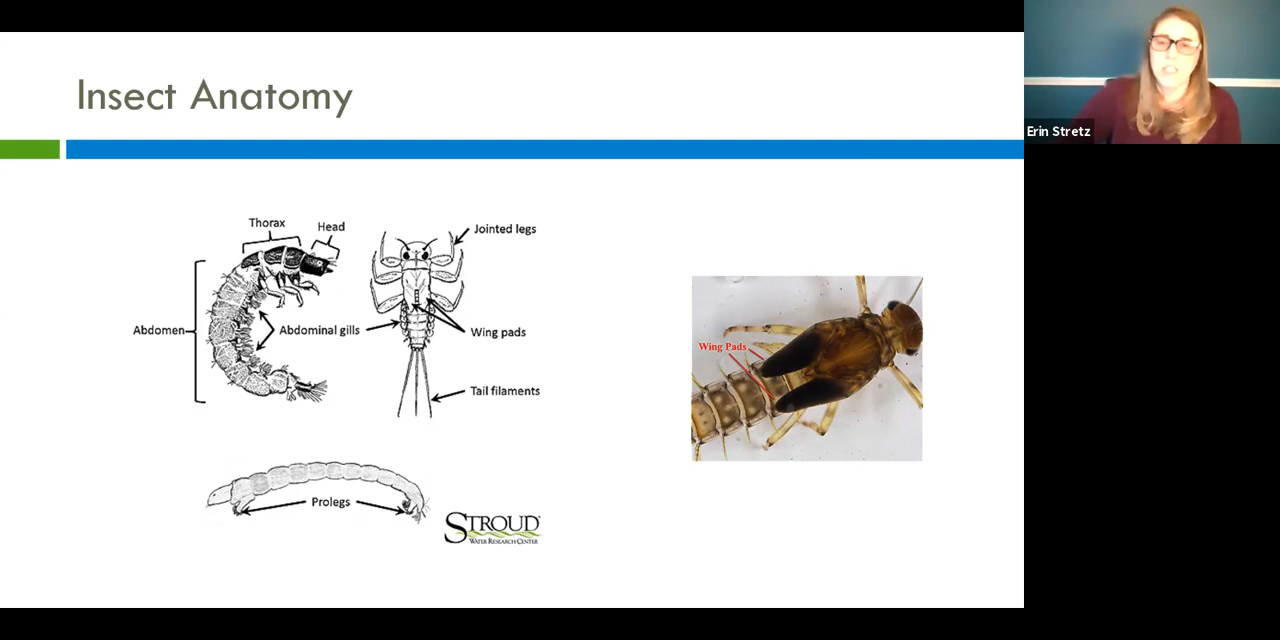 Insect Anatomy
Erin Stretz
Thorax
Head
Jointed legs
Abdomen
Abdominal gills
Wing pads
Tail filaments
Wing Pads
Prolegs
STROUD
WATER RESEARCH CENTER